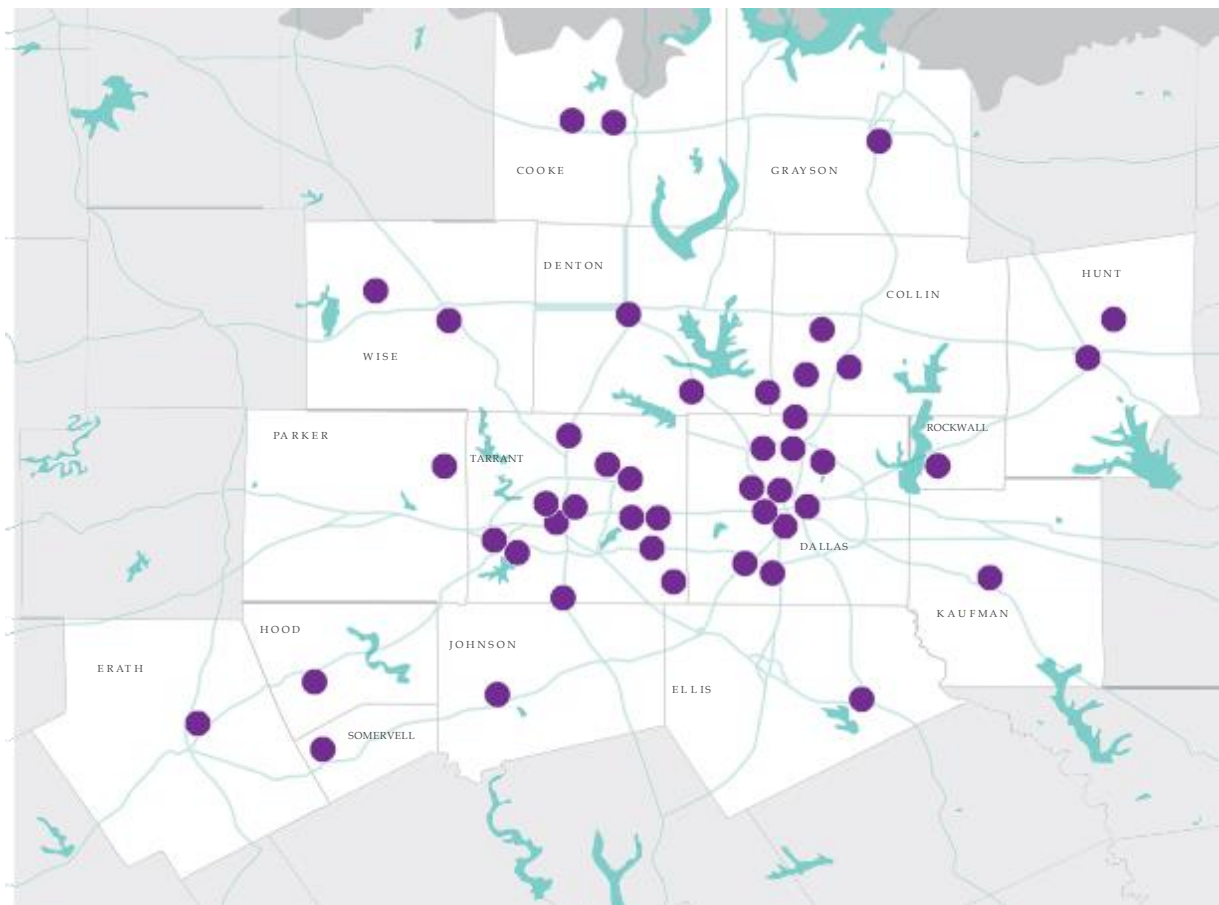 COOKE
GRAYSON
DENTON
HUNT
COLLIN
WISE
ROCKWALL
PARKER
TARRANT
DALLAS
KAUFMAN
HOOD
JOHNSON
ERATH
ELLIS
SOMERVELL